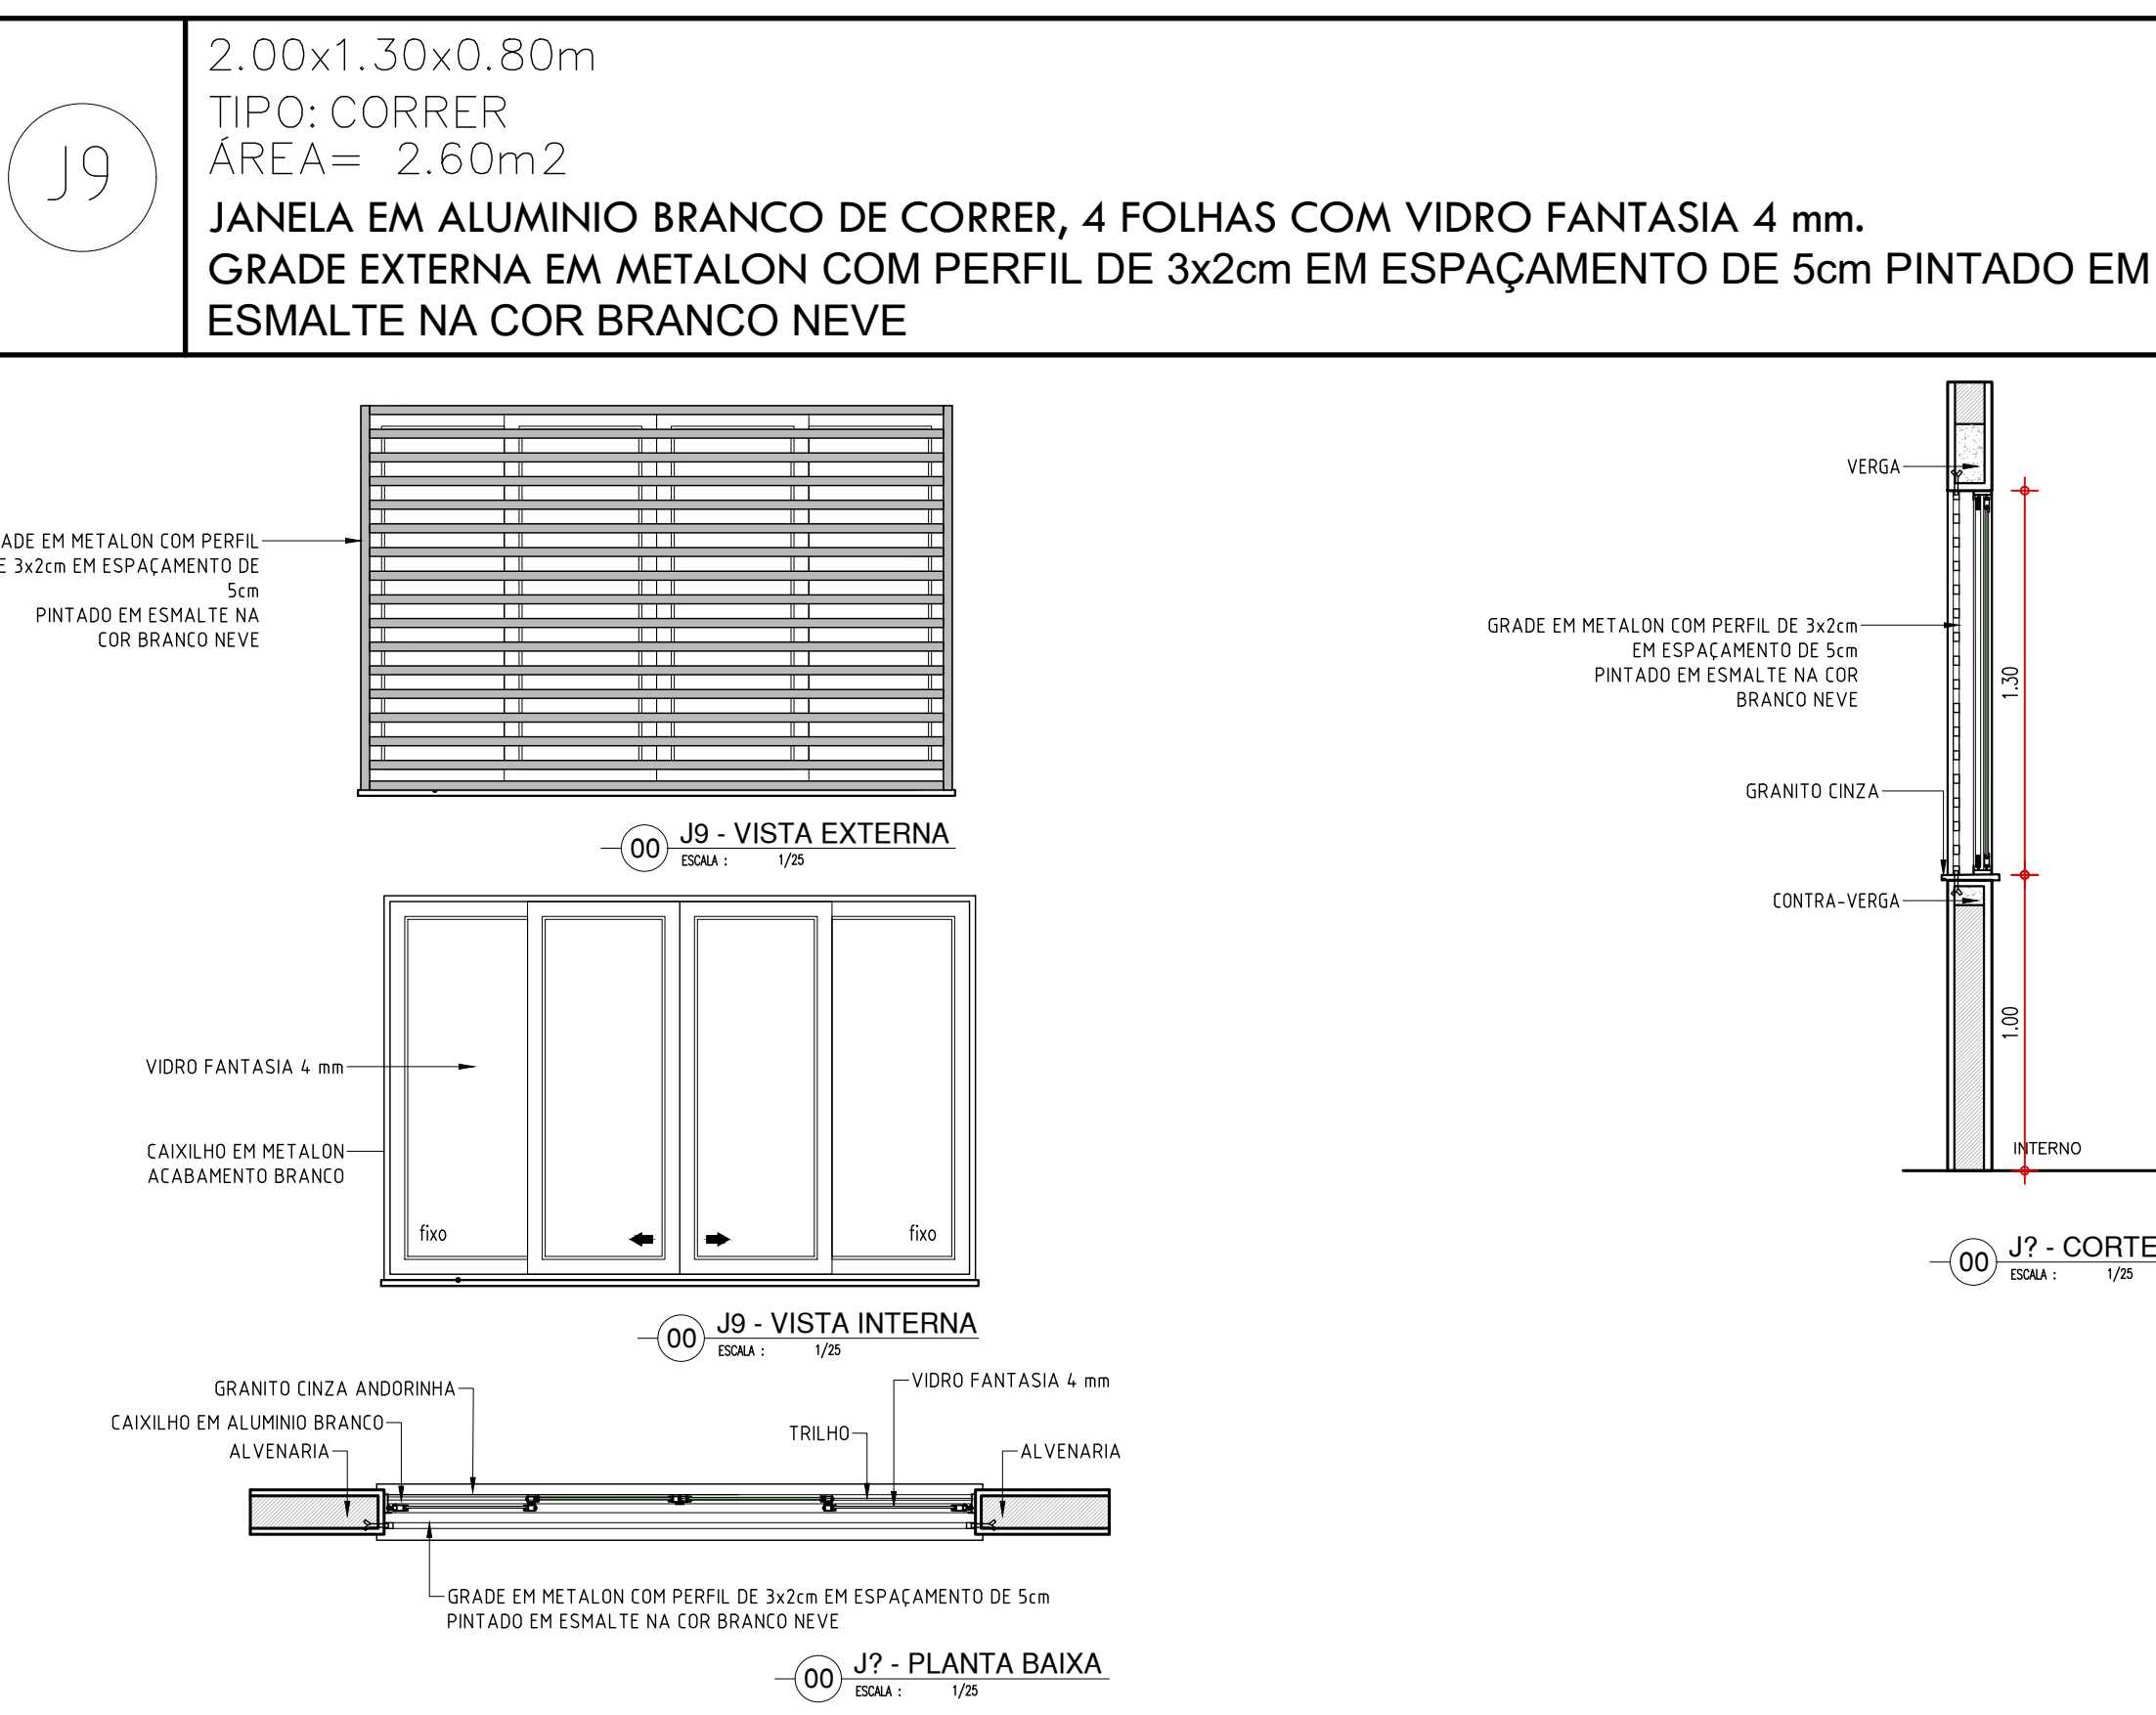 J9
2.00x1.30x0.80m
TIPO: CORRER
ÁREA= 2.60m2
JANELA EM ALUMINIO BRANCO DE CORRER, 4 FOLHAS COM VIDRO FANTASIA 4 mm.
GRADE EXTERNA EM METALON COM PERFIL DE 3x2cm EM ESPAÇAMENTO DE 5cm PINTADO EM
ESMALTE NA COR BRANCO NEVE
ADE EM METALON COM PERFIL
E 3x2cm EM ESPAÇAMENTO DE
5cm
PINTADO EM ESMALTE NA
COR BRANCO NEVE
00 J9 - VISTA EXTERNA
ESCALA : 1/25
VIDRO FANTASIA 4 mm
CAIXILHO EM METALON
ACABAMENTO BRANCO
fixo
fixo
00 J9 - VISTA INTERNA
ESCALA : 1/25
GRANITO CINZA ANDORINHA
CAIXILHO EM ALUMINIO BRANCO
ALVENARIA
VIDRO FANTASIA 4 mm
TRILHO
ALVENARIA
GRADE EM METALON COM PERFIL DE 3x2cm EM ESPAÇAMENTO DE 5cm
PINTADO EM ESMALTE NA COR BRANCO NEVE
00 J? - PLANTA BAIXA
ESCALA : 1/25
VERGA
GRADE EM METALON COM PERFIL DE 3x2cm
EM ESPAÇAMENTO DE 5cm
PINTADO EM ESMALTE NA COR
BRANCO NEVE
1.30
GRANITO CINZA
CONTRA-VERGA
1.00
INTERNO
00 J? - CORTE
ESCALA : 1/25